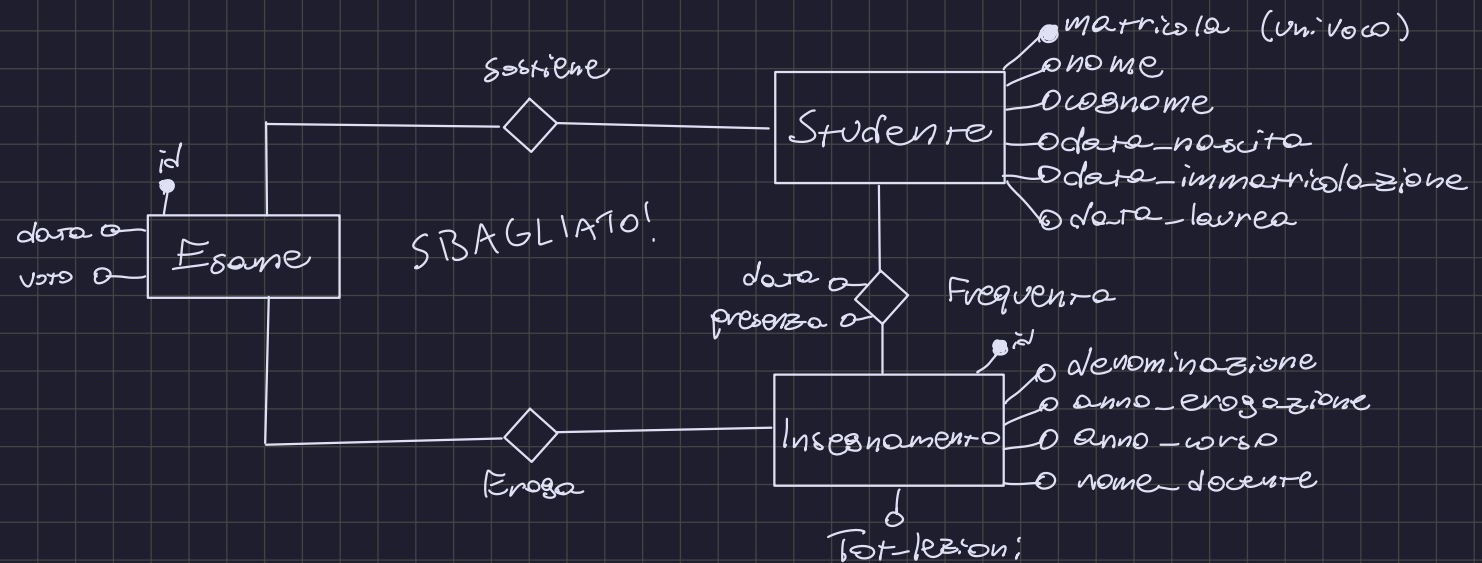 matricola (univoco)
sostiene
nome
cognome
Studente
data_nascita
id
data_immatricolazione
data_laurea
data
SBAGLIATO!
Esame
voto
data
Frequenta
presenza
id
denominazione
anno_erogazione
Insegnamento
anno_corso
Eroga
nome_docente
Tot_lezioni